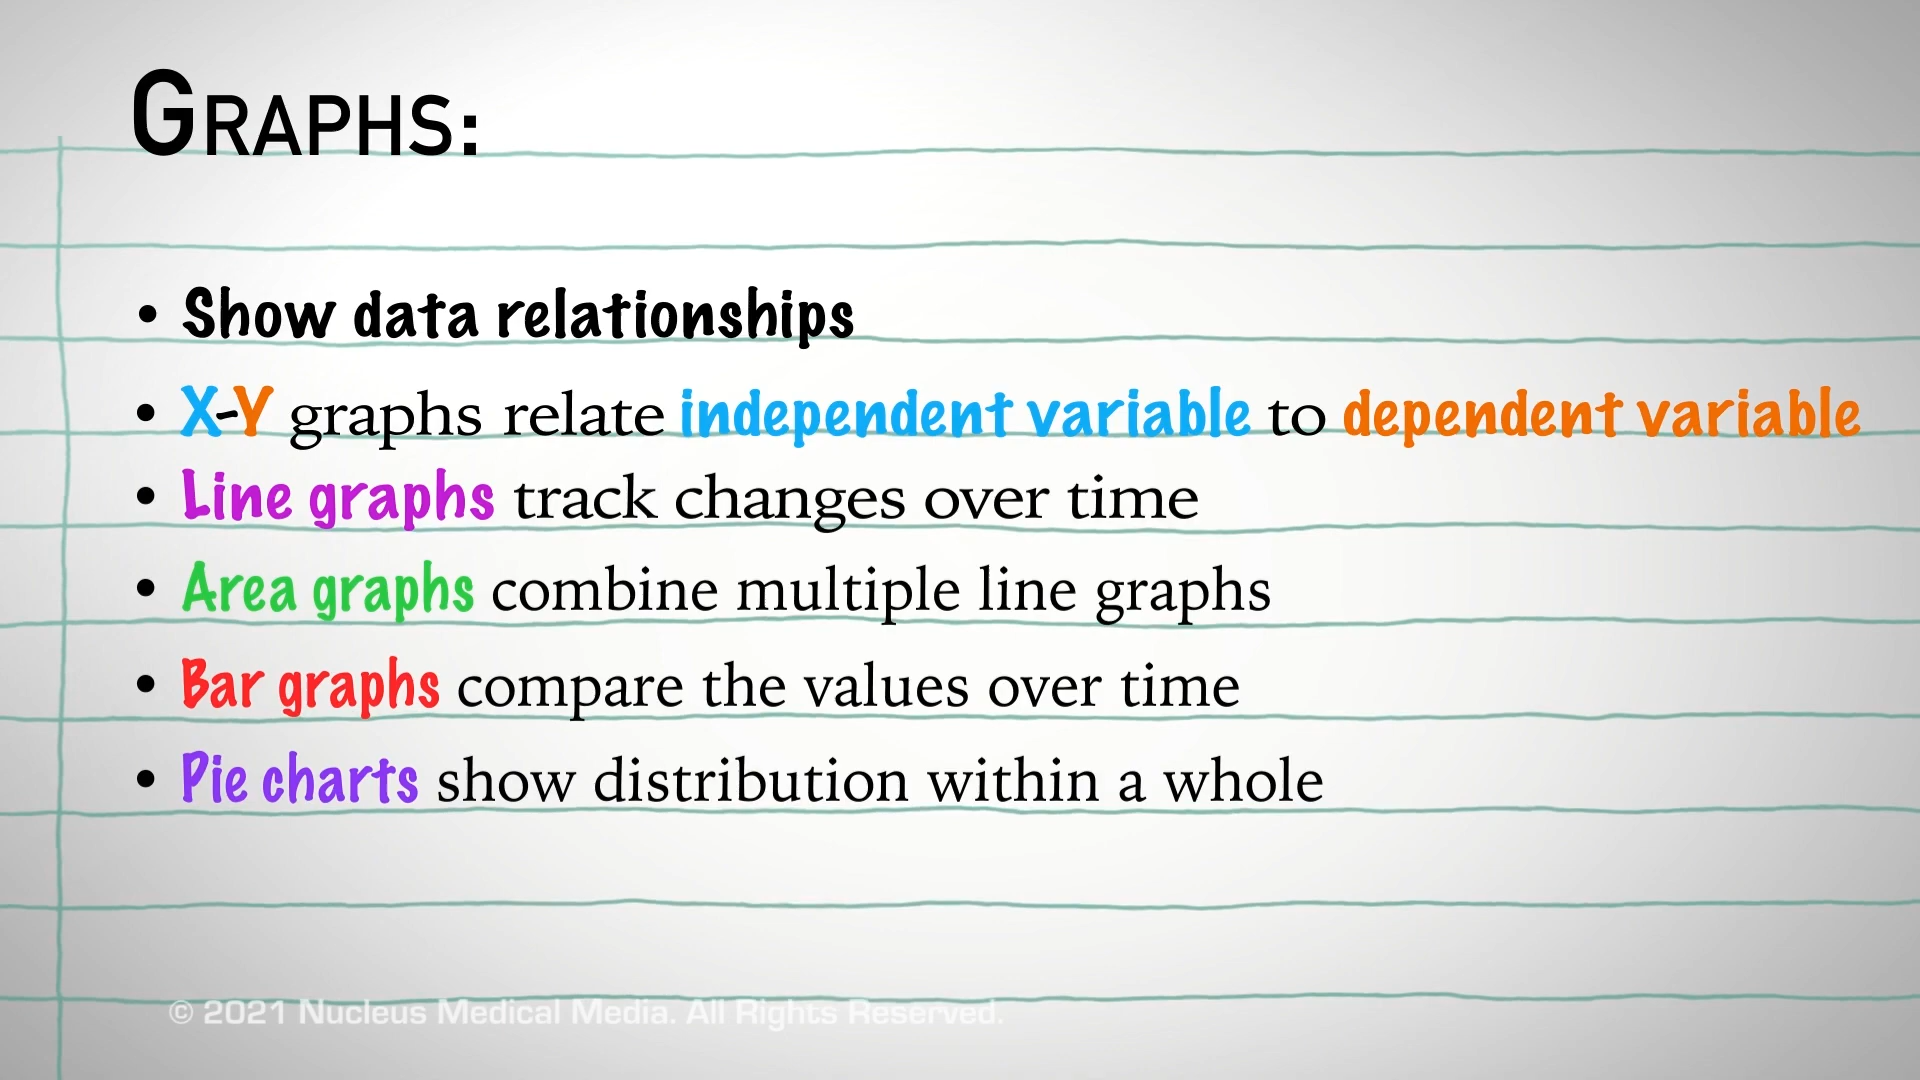 GRAPHS:
• Show data relationships
• X-Y graphs relate independent variable to dependent variable
• Line graphs track changes over time
• Area graphs combine multiple line graphs
• Bar graphs compare the values over time
• Pie charts show distribution within a whole
© 2021 Nucleus Medical Media. All Rights Reserved.